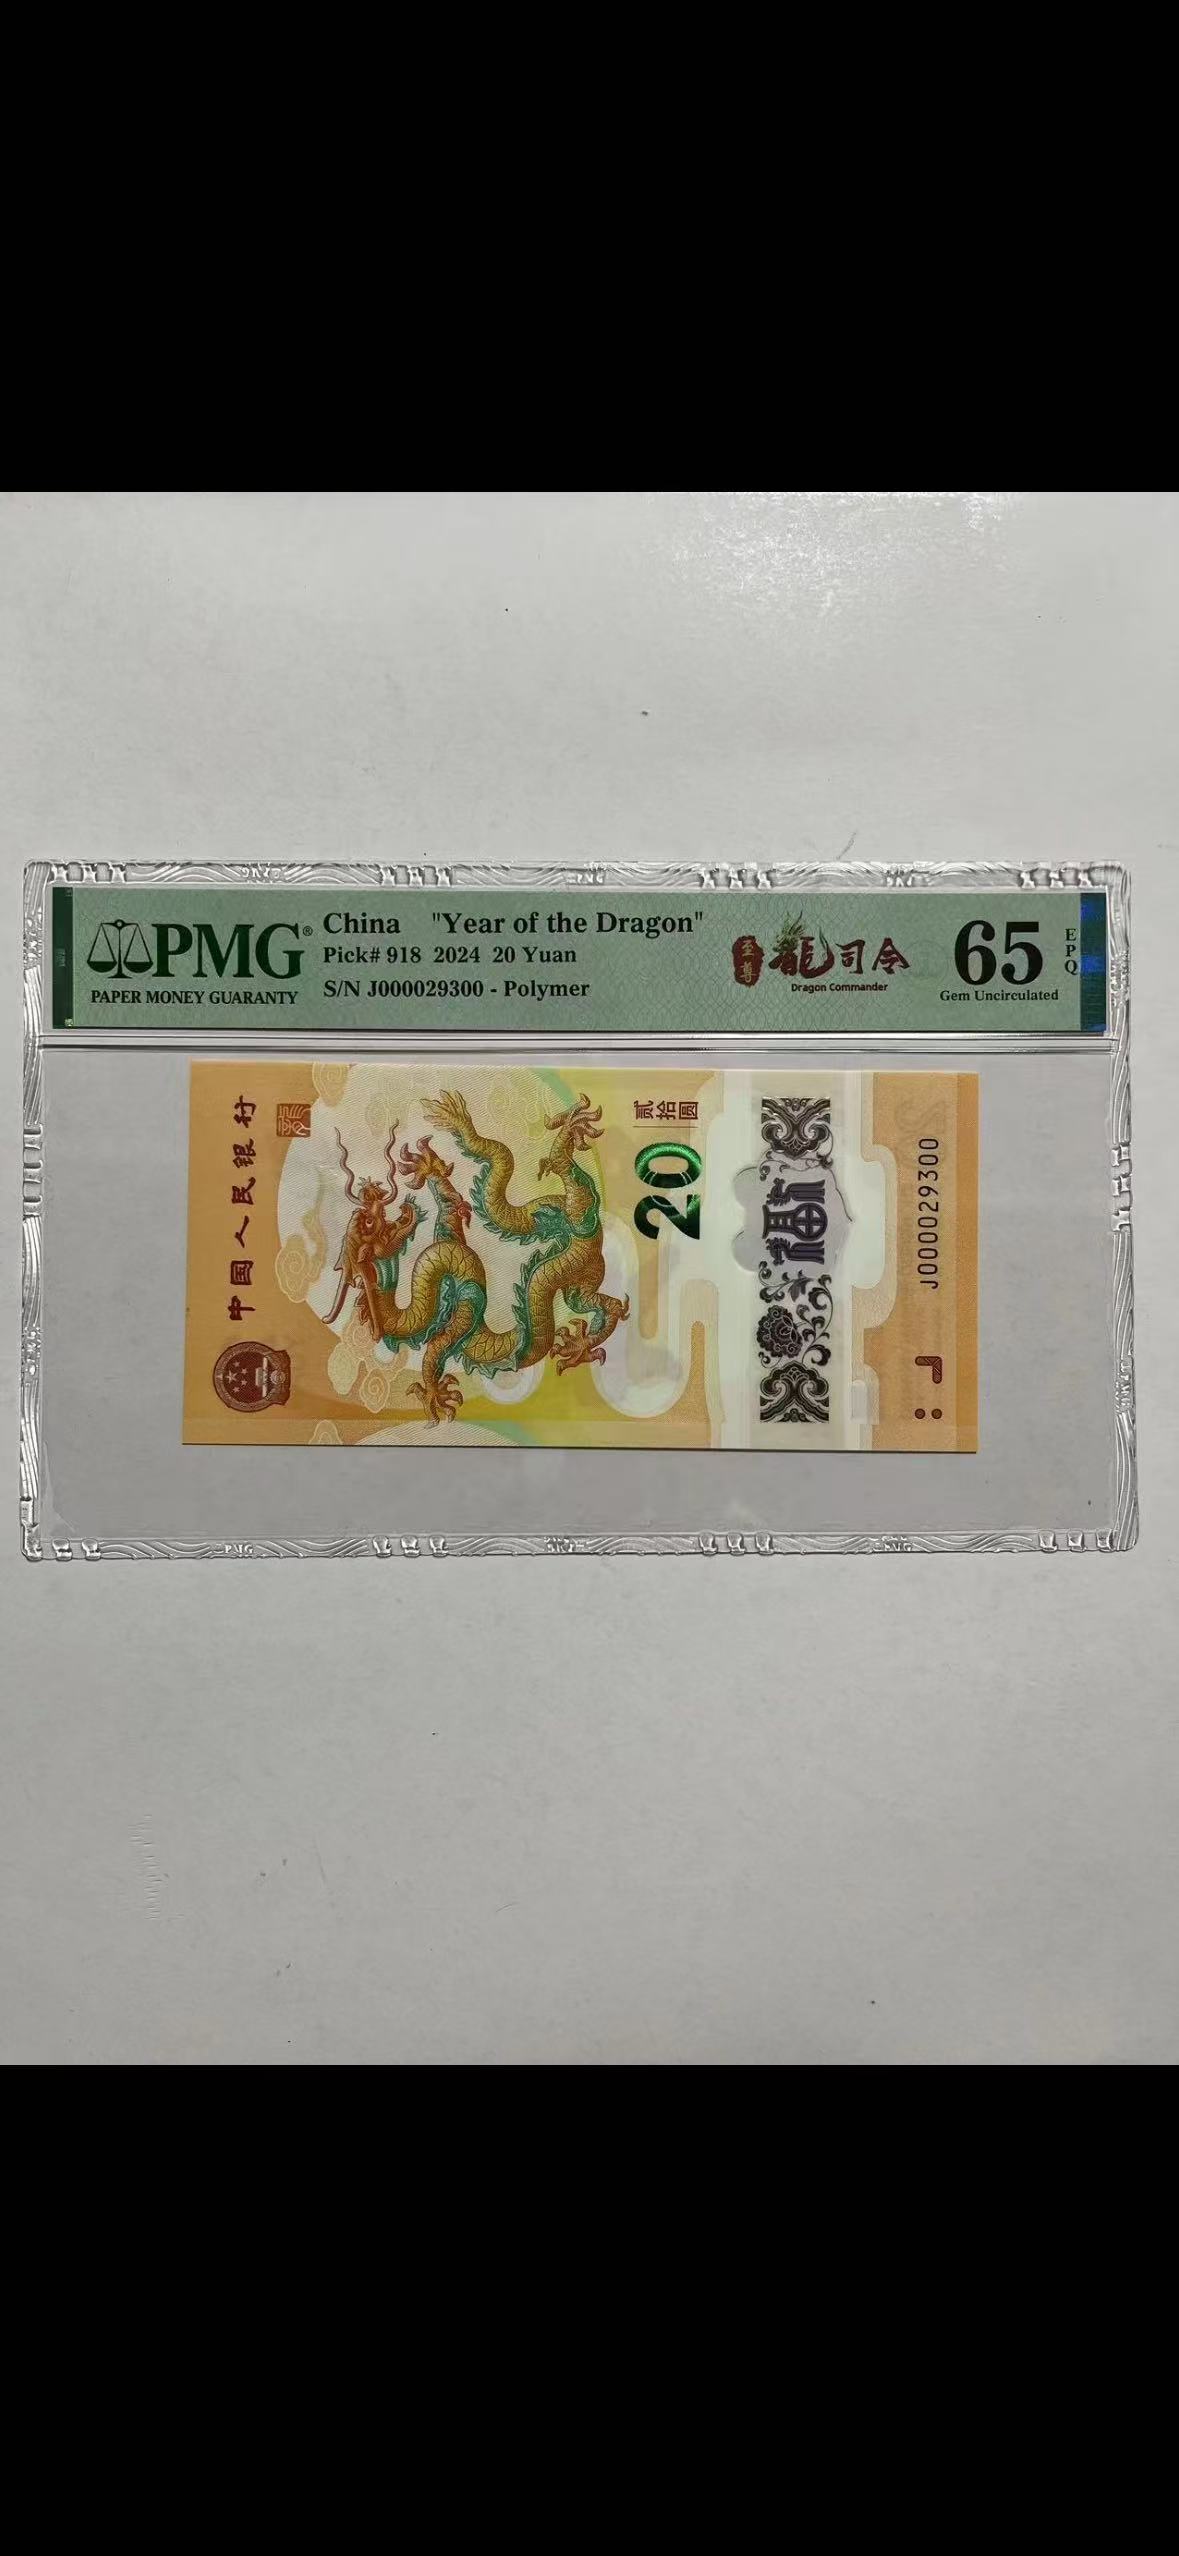 PMG®
PAPER MONEY GUARANTY
China "Year of the Dragon"
Pick# 918 2024 20 Yuan
S/N J000029300 - Polymer
至尊
龍司令
Dragon Commander
65
Gem Uncirculated
EPQ
中国人民银行
贰拾圆
20
J000029300
PMG